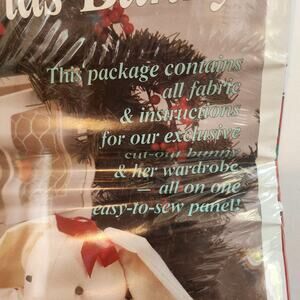 This package contains
all fabric
& instructions
for our exclusive
cut-out bunny
& her wardrobe
— all on one
easy-to-sew panel!